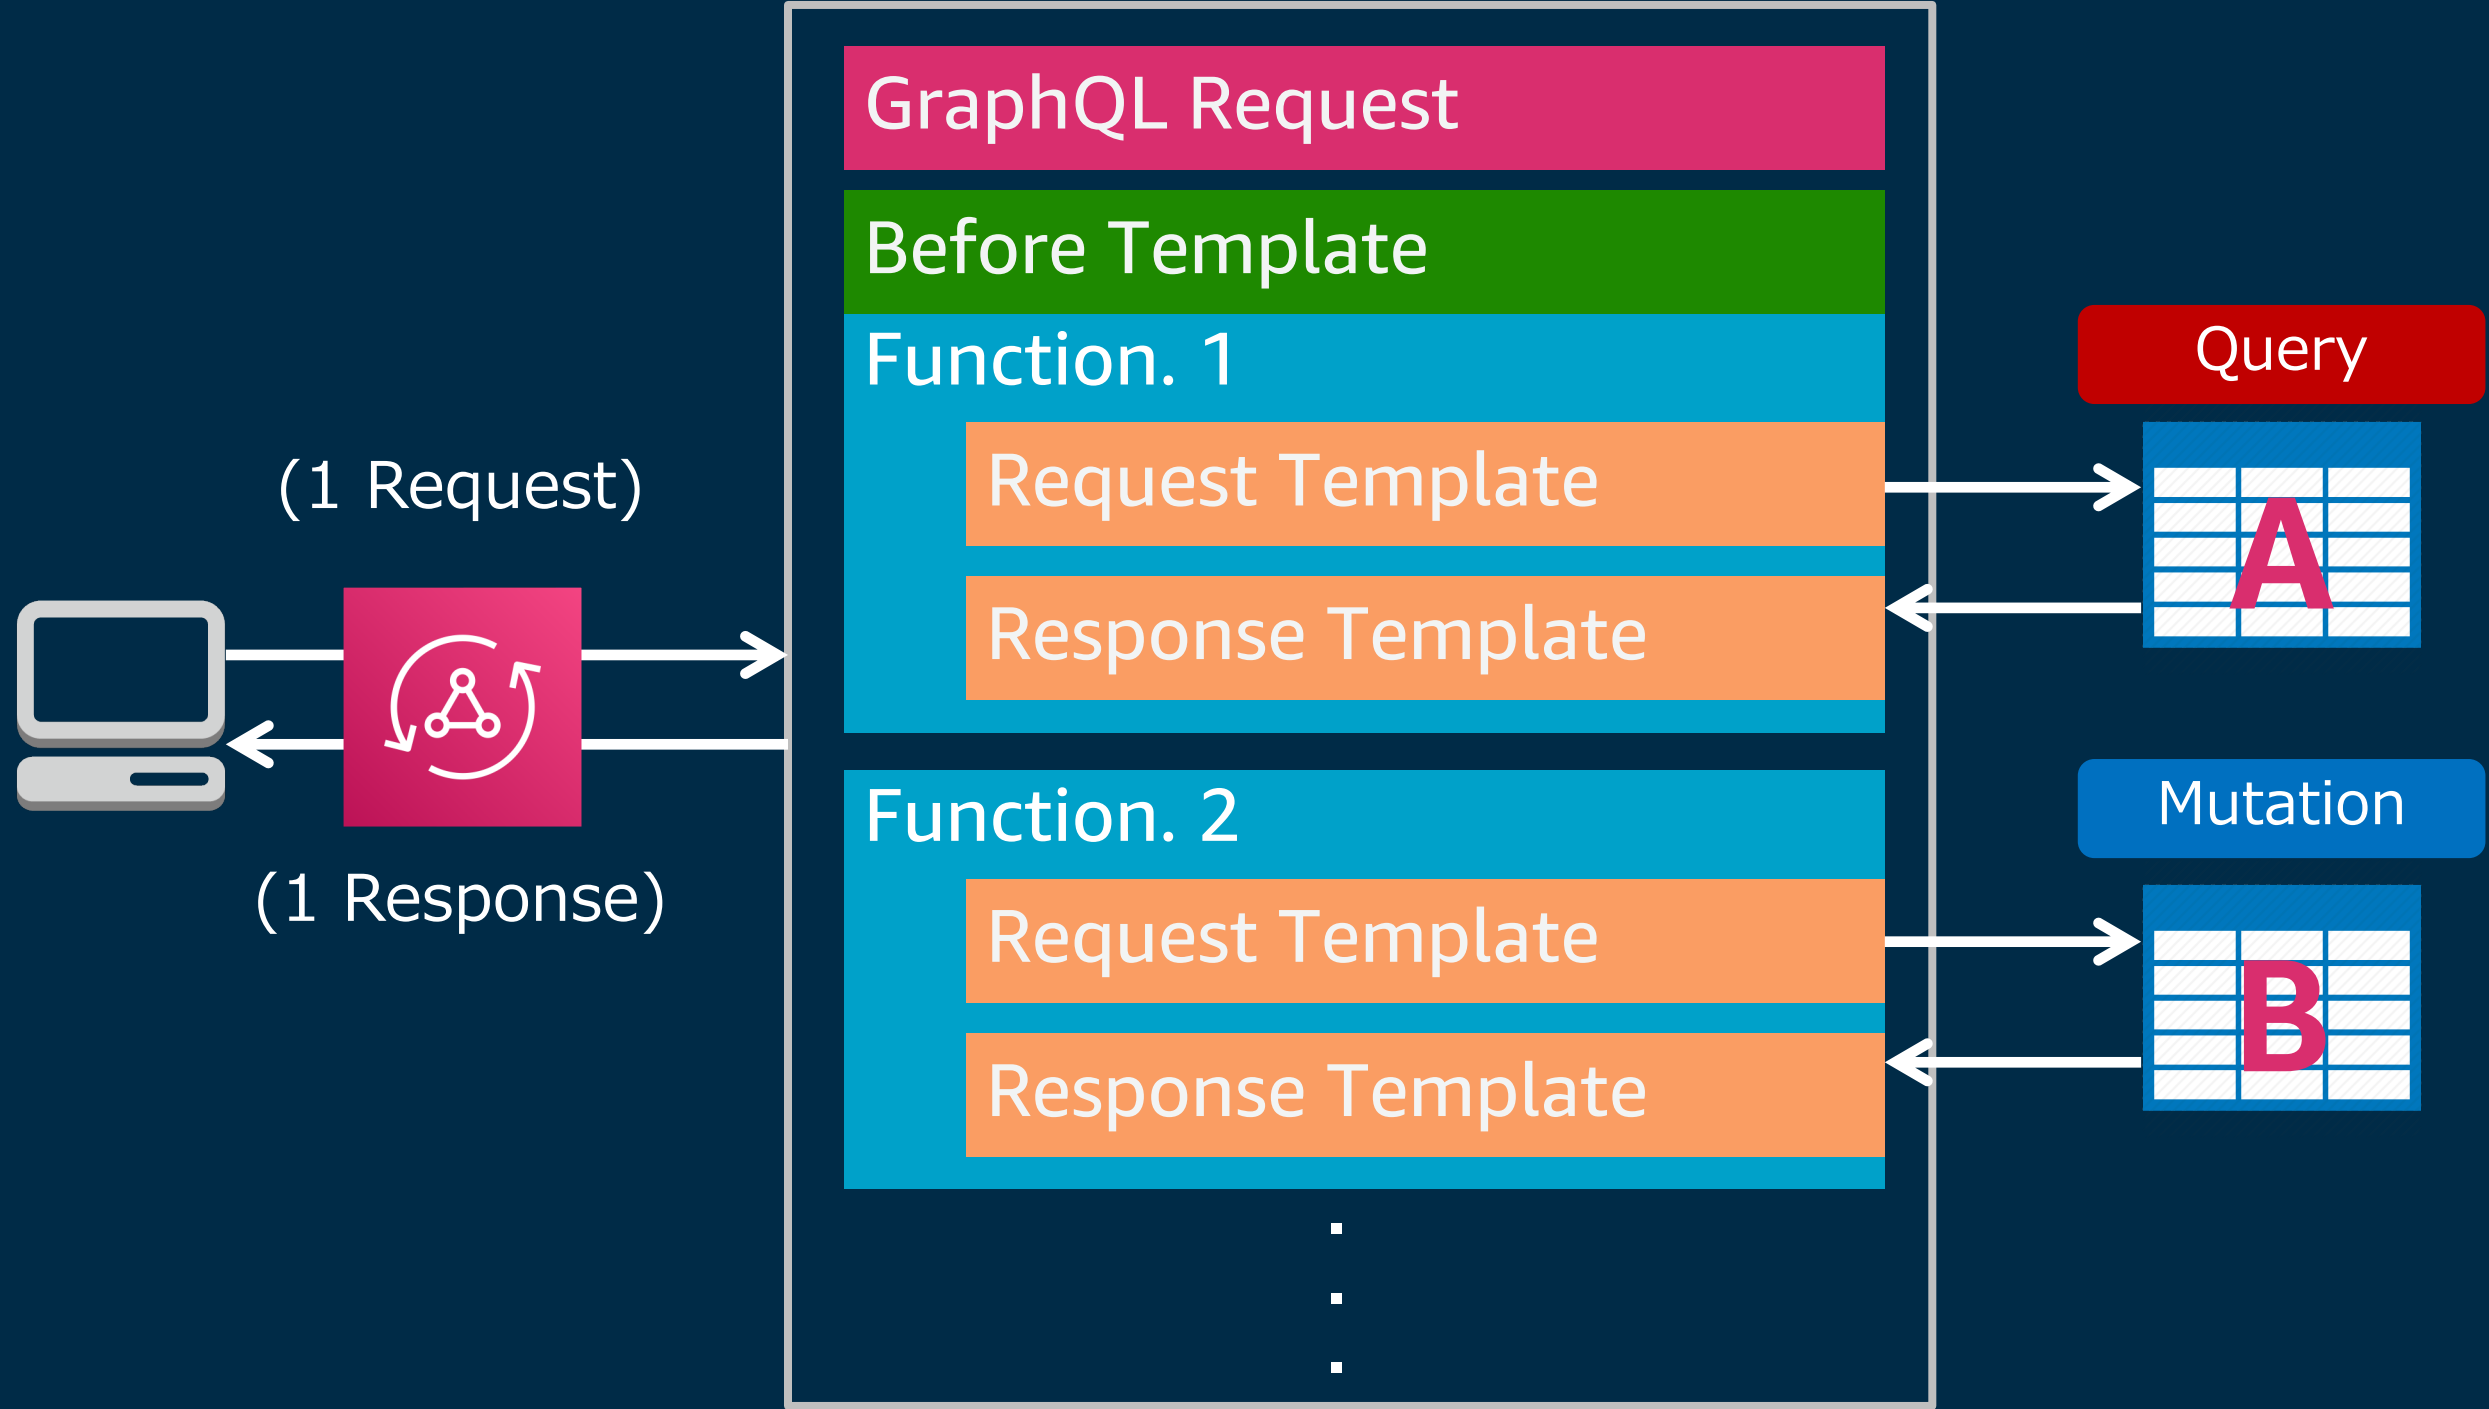 GraphQL Request
Before Template
Function. 1
Request Template
Response Template
Function. 2
Request Template
Response Template
.
.
.
(1 Request)
(1 Response)
Query
A
Mutation
B